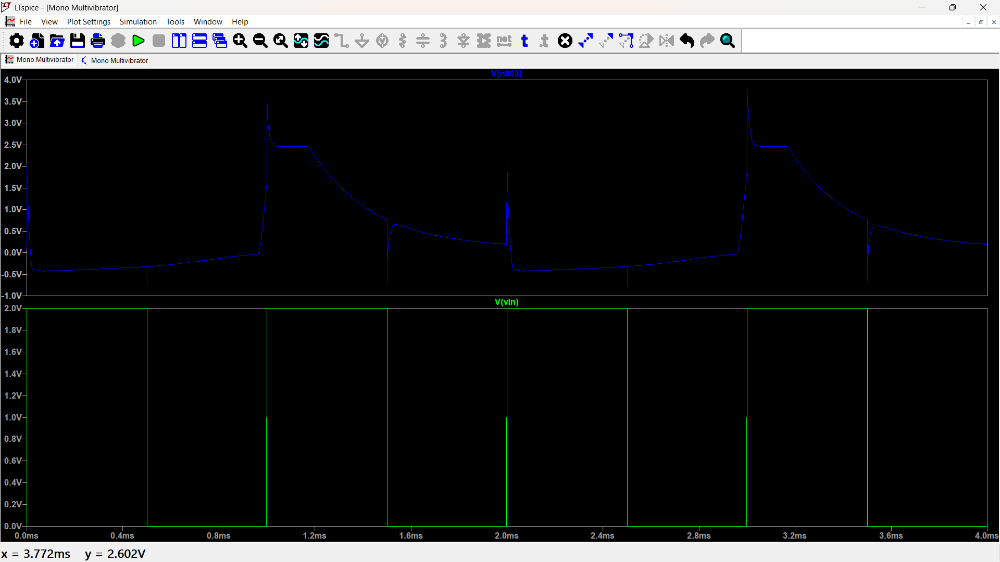 LTspice - [Mono Multivibrator]
File View Plot Settings Simulation Tools Window Help
net t t
Mono Multivibrator Mono Multivibrator
V(n003)
4.0V
3.5V
3.0V
2.5V
2.0V
1.5V
1.0V
0.5V
0.0V
-0.5V
-1.0V
V(vin)
2.0V
1.8V
1.6V
1.4V
1.2V
1.0V
0.8V
0.6V
0.4V
0.2V
0.0V
0.0ms 0.4ms 0.8ms 1.2ms 1.6ms 2.0ms 2.4ms 2.8ms 3.2ms 3.6ms 4.0ms
x = 3.772ms y = 2.602V